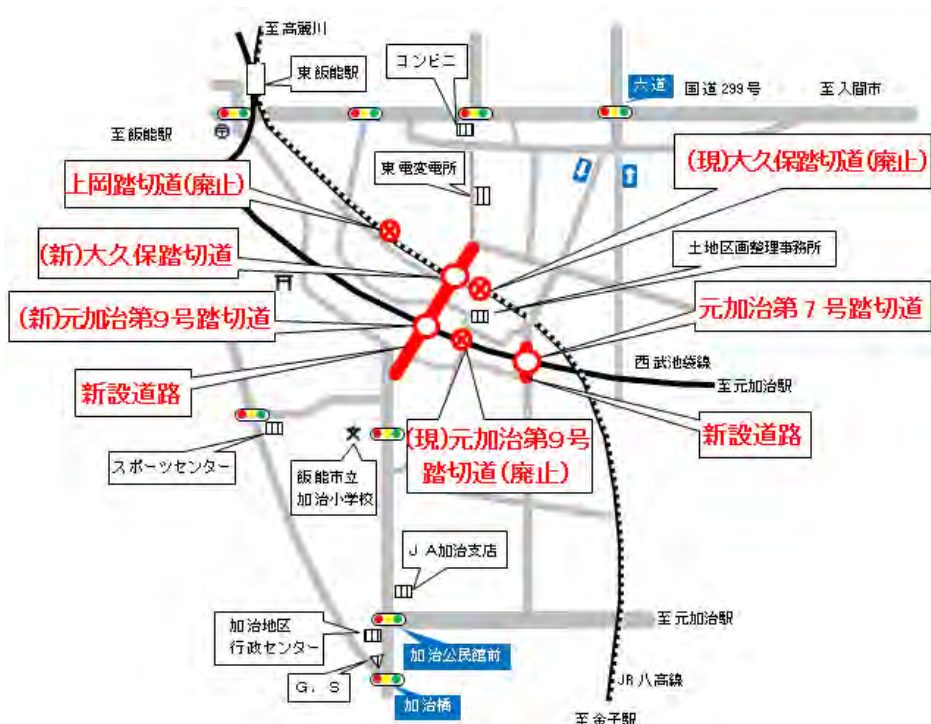 至高麗川
コンビニ
東飯能駅
六道
国道299号
至入間市
至飯能駅
東電変電所
(現)大久保踏切道(廃止)
上岡踏切道(廃止)
(新)大久保踏切道
土地区画整理事務所
(新)元加治第9号踏切道
元加治第7号踏切道
西武池袋線
至元加治駅
新設道路
新設道路
(現)元加治第9号
踏切道(廃止)
スポーツセンター
飯能市立
加治小学校
JA加治支店
至元加治駅
加治地区
行政センター
加治公民館前
G．S
JR八高線
加治橋
至金子駅